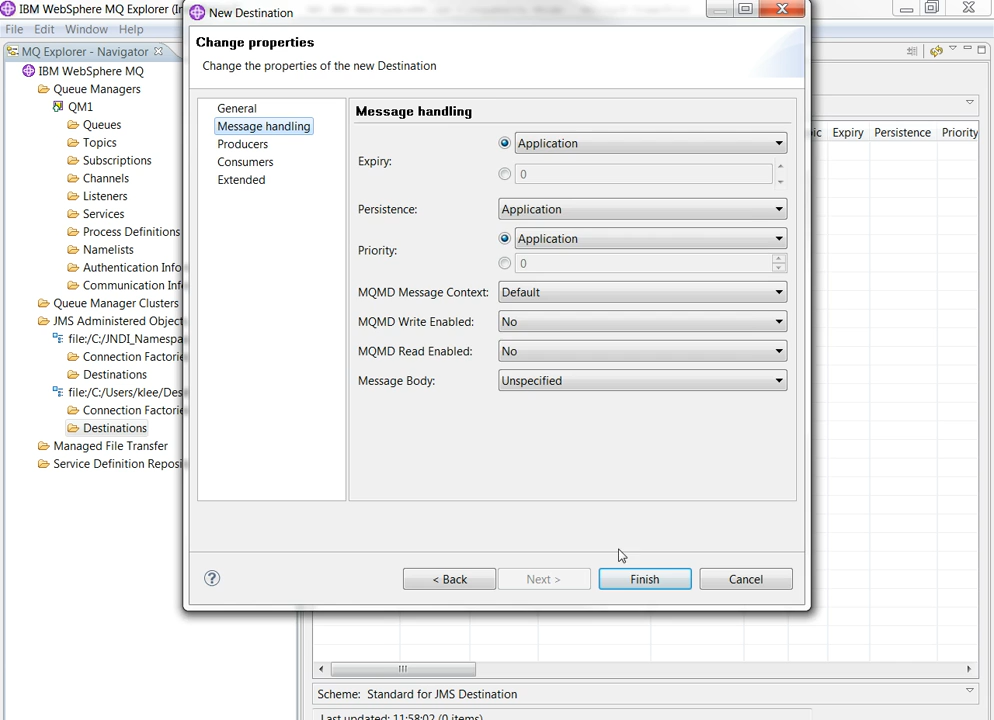 IBM WebSphere MQ Explorer (In
New Destination
File Edit Window Help
MQ Explorer - Navigator
IBM WebSphere MQ
Queue Managers
QM1
Queues
Topics
Subscriptions
Channels
Listeners
Services
Process Definitions
Namelists
Authentication Info
Communication Info
Queue Manager Clusters
JMS Administered Object
file:/C:/JNDI_Namespa
Connection Factorie
Destinations
file:/C:/Users/klee/Des
Connection Factorie
Destinations
Managed File Transfer
Service Definition Reposi
Change properties
Change the properties of the new Destination
General
Message handling
Producers
Consumers
Extended
Message handling
Expiry:
Application
0
Persistence: Application
Priority:
Application
0
MQMD Message Context: Default
MQMD Write Enabled: No
MQMD Read Enabled: No
Message Body: Unspecified
< Back Next > Finish Cancel
ic Expiry Persistence Priority
Scheme: Standard for JMS Destination
Last updated: 11:58:02 (0 items)